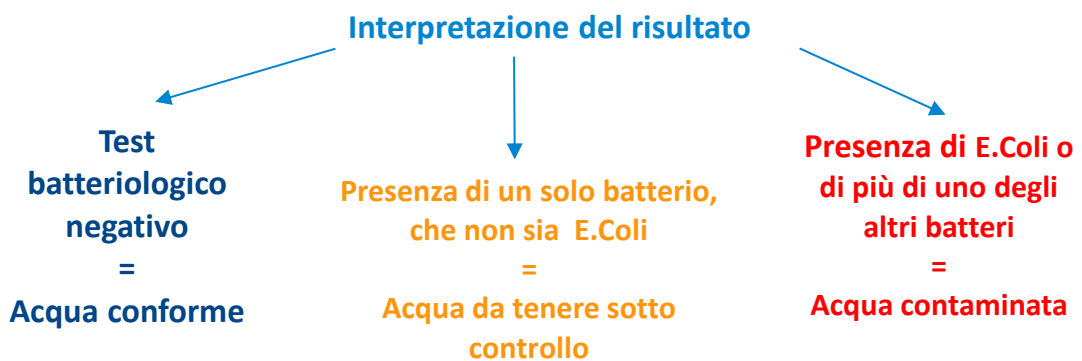 Interpretazione del risultato
Test
batteriologico
negativo
=
Acqua conforme
Presenza di un solo batterio,
che non sia E.Coli
=
Acqua da tenere sotto
controllo
Presenza di E.Coli o
di più di uno degli
altri batteri
=
Acqua contaminata